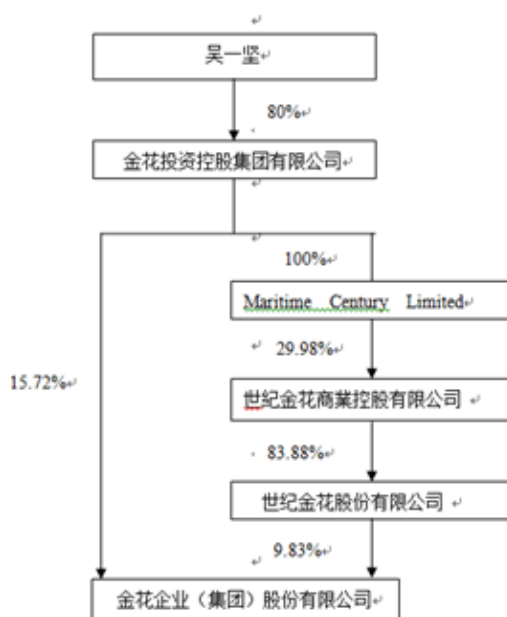 吴一坚
80%
金花投资控股集团有限公司
100%
Maritime Century Limited
29.98%
15.72%
世纪金花商業控股有限公司
83.88%
世纪金花股份有限公司
9.83%
金花企业（集团）股份有限公司